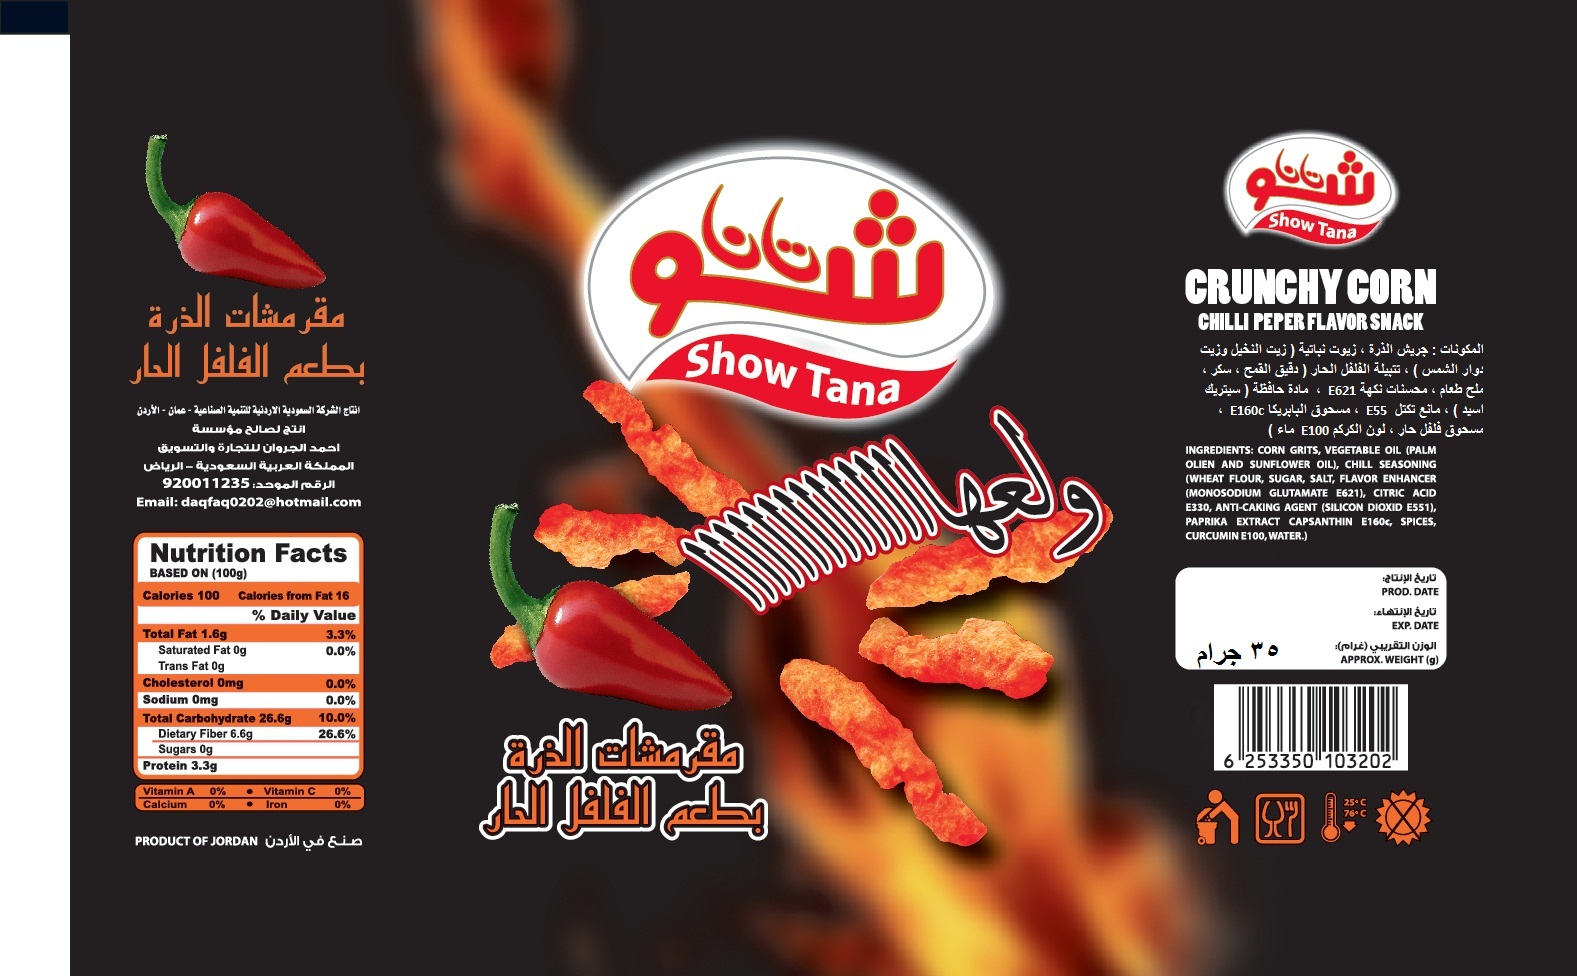 مقرمشات الذرة
بطعم الفلفل الحار
انتاج الشركة السعودية الاردنية للتنمية الصناعية - عمان - الأردن
انتج لصالح مؤسسة
احمد الجروان للتجارة والتسويق
المملكة العربية السعودية - الرياض
الرقم الموحد: 920011235
Email: daqfaq0202@hotmail.com
Nutrition Facts
BASED ON (100g)
Calories 100 Calories from Fat 16
% Daily Value
Total Fat 1.6g 3.3%
Saturated Fat 0g 0.0%
Trans Fat 0g
Cholesterol 0mg 0.0%
Sodium 0mg 0.0%
Total Carbohydrate 26.6g 10.0%
Dietary Fiber 6.6g 26.6%
Sugars 0g
Protein 3.3g
Vitamin A 0% • Vitamin C 0%
Calcium 0% • Iron 0%
PRODUCT OF JORDAN صنع في الأردن
شوتانا
Show Tana
ولعها
مقرمشات الذرة
بطعم الفلفل الحار
شوتانا
Show Tana
CRUNCHY CORN
CHILLI PEPER FLAVOR SNACK
المكونات : جريش الذرة ، زيوت نباتية ( زيت النخيل وزيت
دوار الشمس ) ، تتبيلة الفلفل الحار ( دقيق القمح ، سكر ،
ملح طعام ، محسنات نكهة E621 ، مادة حافظة ( سيتريك
اسيد ) ، مانع تكتل E55 ، مسحوق البابريكا E160c ،
مسحوق فلفل حار ، لون الكركم E100 ماء )
INGREDIENTS: CORN GRITS, VEGETABLE OIL (PALM
OLIEN AND SUNFLOWER OIL), CHILL SEASONING
(WHEAT FLOUR, SUGAR, SALT, FLAVOR ENHANCER
(MONOSODIUM GLUTAMATE E621), CITRIC ACID
E330, ANTI-CAKING AGENT (SILICON DIOXID E551),
PAPRIKA EXTRACT CAPSANTHIN E160c, SPICES,
CURCUMIN E100, WATER.)
تاريخ الإنتاج:
PROD. DATE
تاريخ الإنتهاء:
EXP. DATE
الوزن التقريبي (غرام): ٣٥ جرام
APPROX. WEIGHT (g)
6 253350 103202
25°C
76°C